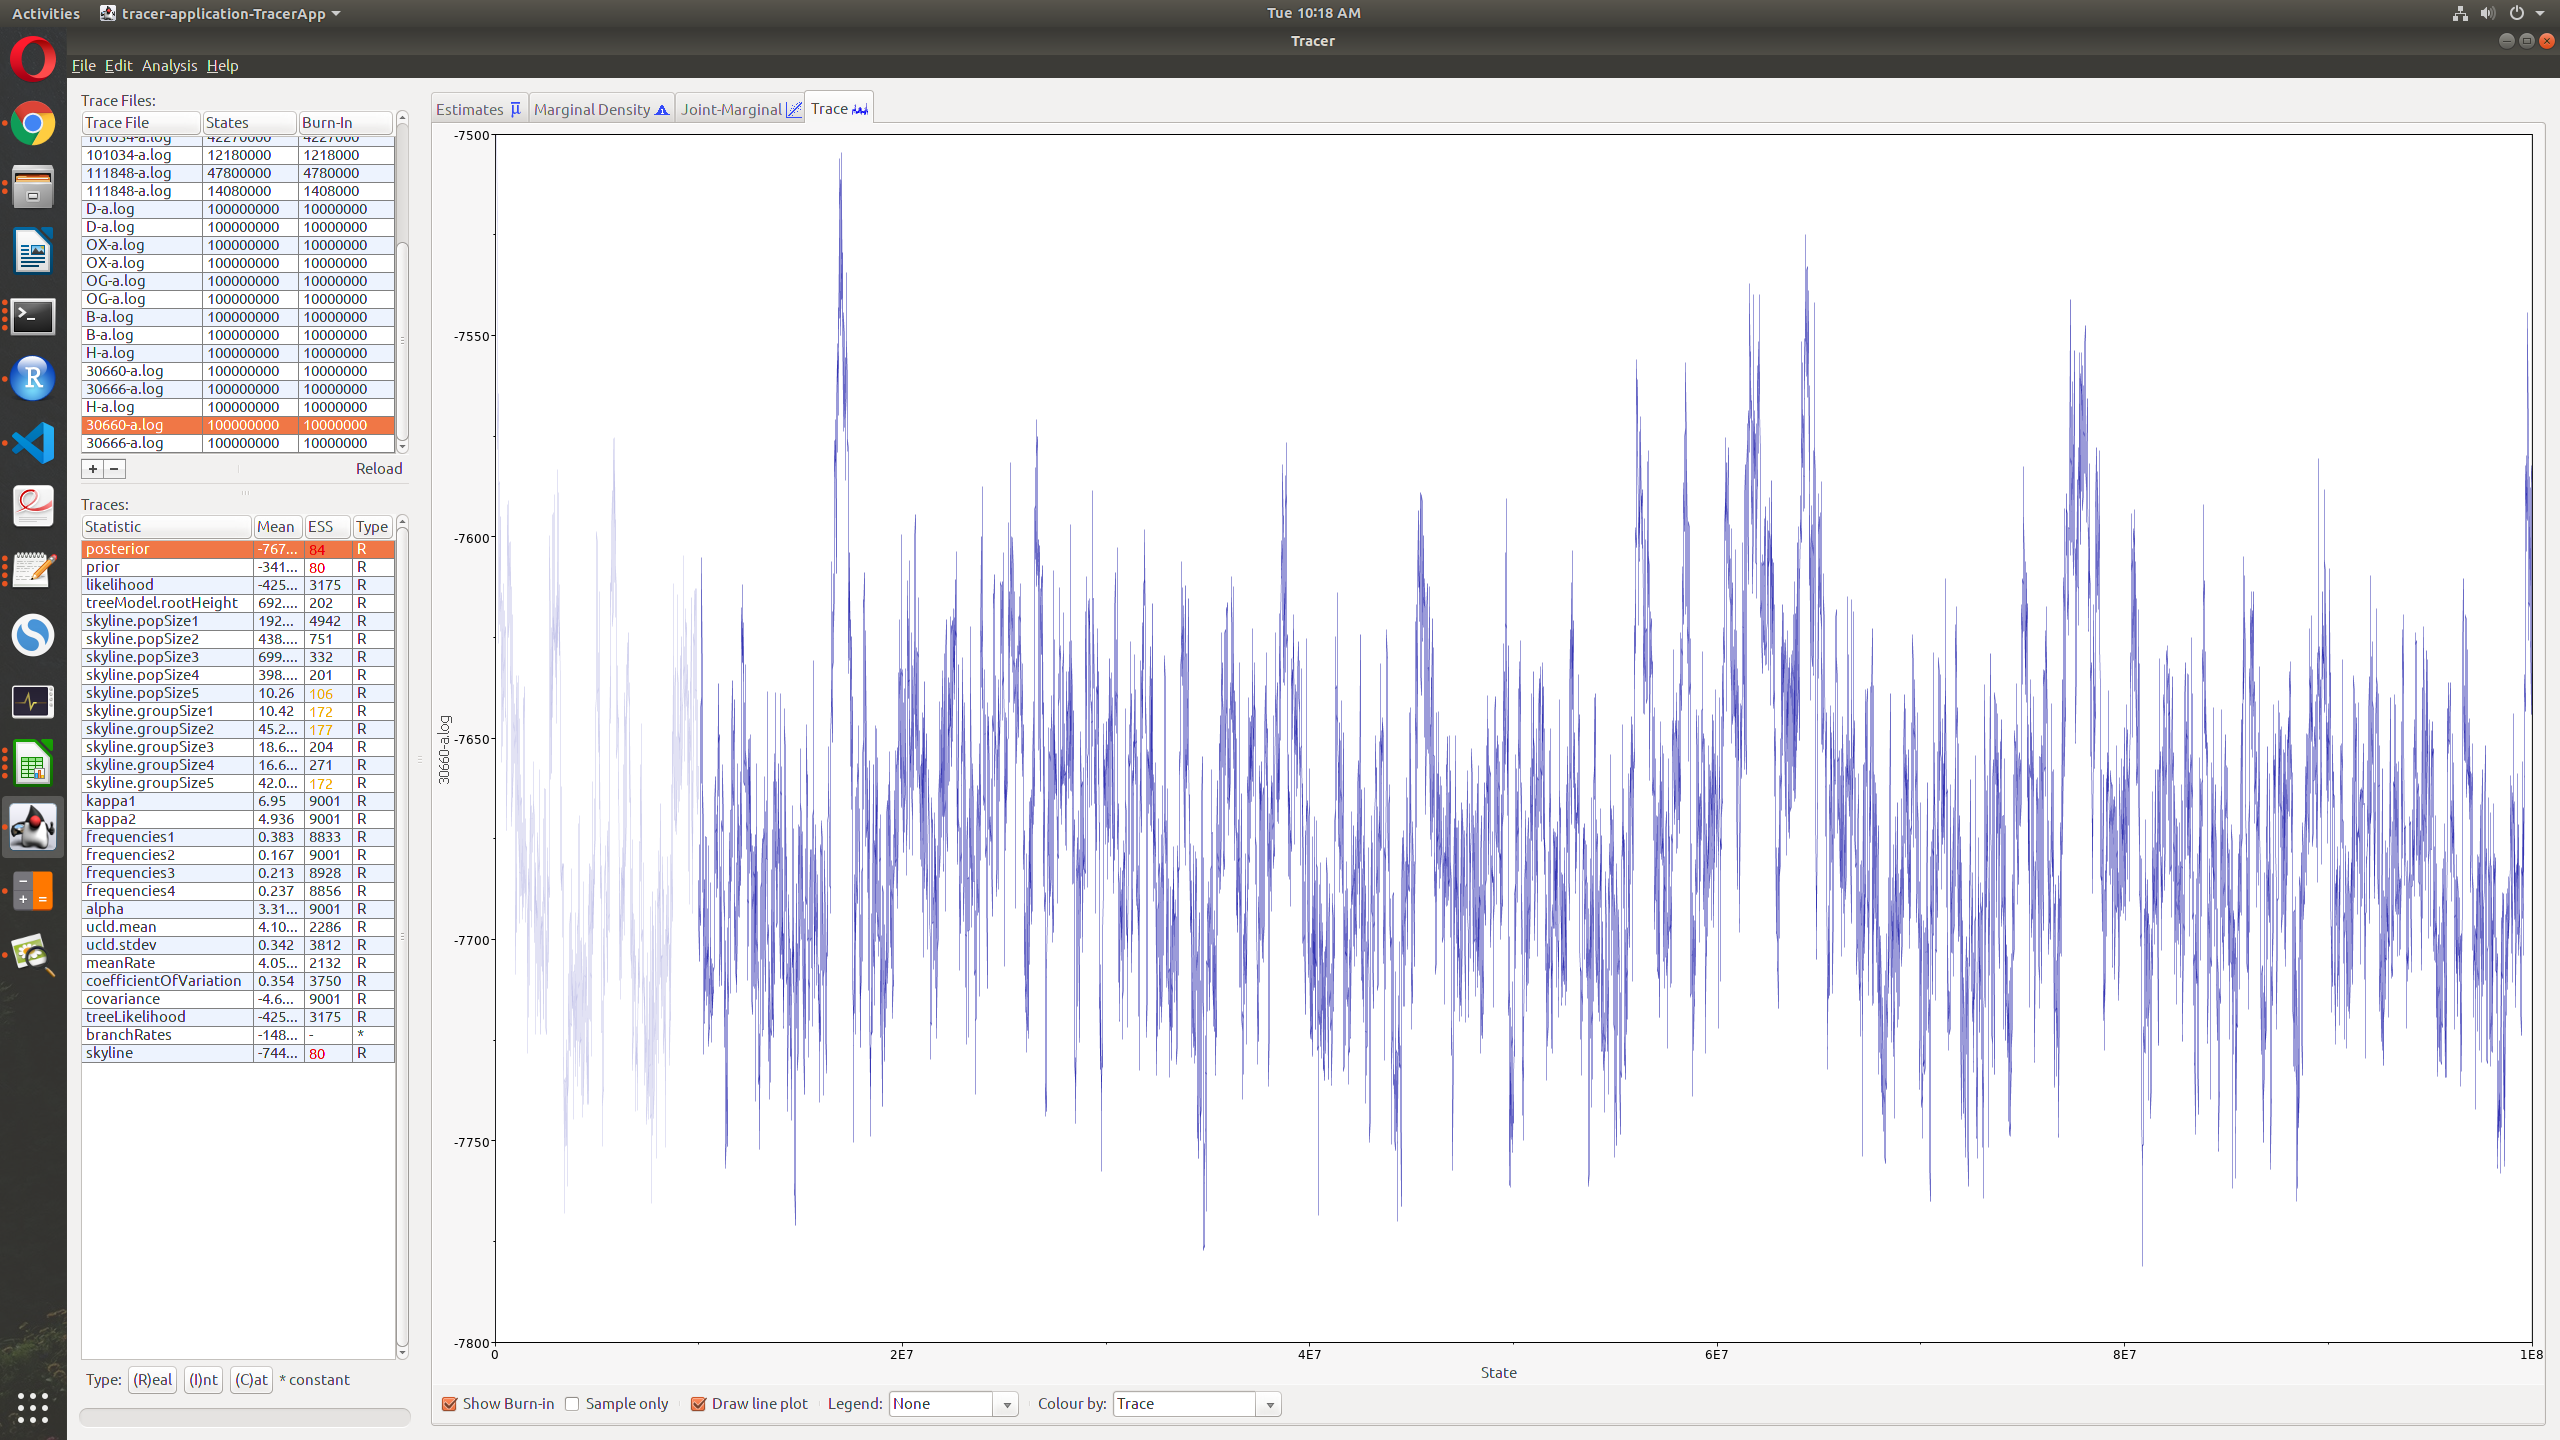 Activities tracer-application-TracerApp Tue 10:18 AM
Tracer
File Edit Analysis Help
Trace Files:
Trace File States Burn-In
101034-a.log 42270000 4227000
101034-a.log 12180000 1218000
111848-a.log 47800000 4780000
111848-a.log 14080000 1408000
D-a.log 100000000 10000000
D-a.log 100000000 10000000
OX-a.log 100000000 10000000
OX-a.log 100000000 10000000
OG-a.log 100000000 10000000
OG-a.log 100000000 10000000
B-a.log 100000000 10000000
B-a.log 100000000 10000000
H-a.log 100000000 10000000
30660-a.log 100000000 10000000
30666-a.log 100000000 10000000
H-a.log 100000000 10000000
30660-a.log 100000000 10000000
30666-a.log 100000000 10000000
+ − Reload
Traces:
Statistic Mean ESS Type
posterior -767... 84 R
prior -341... 80 R
likelihood -425... 3175 R
treeModel.rootHeight 692.... 202 R
skyline.popSize1 192... 4942 R
skyline.popSize2 438.... 751 R
skyline.popSize3 699.... 332 R
skyline.popSize4 398.... 201 R
skyline.popSize5 10.26 106 R
skyline.groupSize1 10.42 172 R
skyline.groupSize2 45.2... 177 R
skyline.groupSize3 18.6... 204 R
skyline.groupSize4 16.6... 271 R
skyline.groupSize5 42.0... 172 R
kappa1 6.95 9001 R
kappa2 4.936 9001 R
frequencies1 0.383 8833 R
frequencies2 0.167 9001 R
frequencies3 0.213 8928 R
frequencies4 0.237 8856 R
alpha 3.31... 9001 R
ucld.mean 4.10... 2286 R
ucld.stdev 0.342 3812 R
meanRate 4.05... 2132 R
coefficientOfVariation 0.354 3750 R
covariance -4.6... 9001 R
treeLikelihood -425... 3175 R
branchRates -148... - *
skyline -744... 80 R
Type: (R)eal (I)nt (C)at * constant
Estimates μ Marginal Density Joint-Marginal Trace
-7500
-7550
-7600
-7650
-7700
-7750
-7800
30660-a.log
0 2E7 4E7 6E7 8E7 1E8
State
Show Burn-in Sample only Draw line plot Legend: None Colour by: Trace